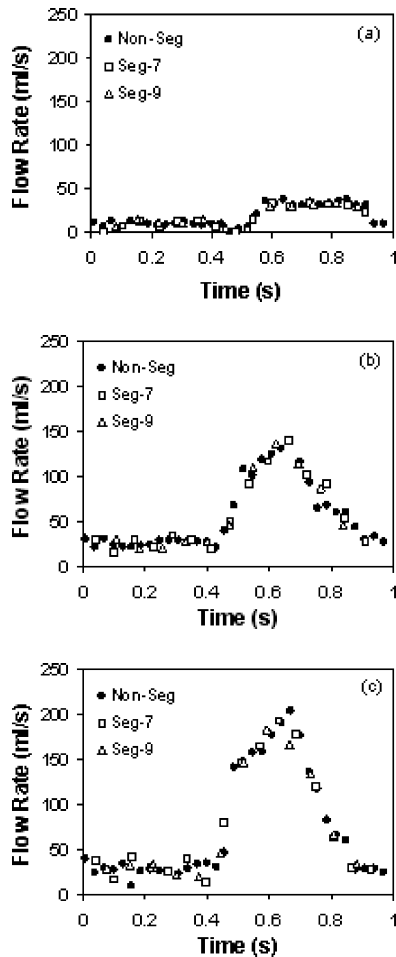 (a)
250
200
150
100
50
0
Flow Rate (ml/s)
Non-Seg
Seg-7
Seg-9
0 0.2 0.4 0.6 0.8 1
Time (s)
(b)
250
200
150
100
50
0
Flow Rate (ml/s)
Non-Seg
Seg-7
Seg-9
0 0.2 0.4 0.6 0.8 1
Time (s)
(c)
250
200
150
100
50
0
Flow Rate (ml/s)
Non-Seg
Seg-7
Seg-9
0 0.2 0.4 0.6 0.8 1
Time (s)